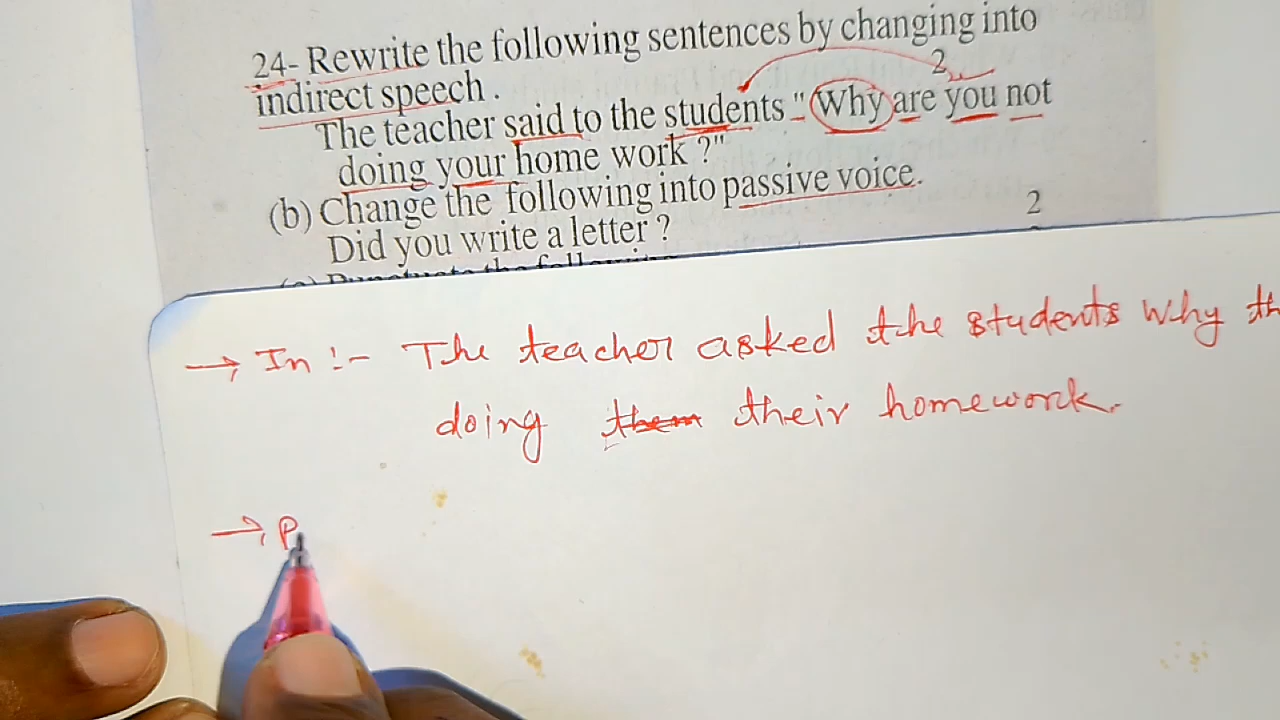 24- Rewrite the following sentences by changing into
indirect speech . 2
The teacher said to the students " Why are you not
doing your home work ?"
(b) Change the following into passive voice.
Did you write a letter ? 2
→ In :- The teacher asked the students why th
doing them their homework.
→ P